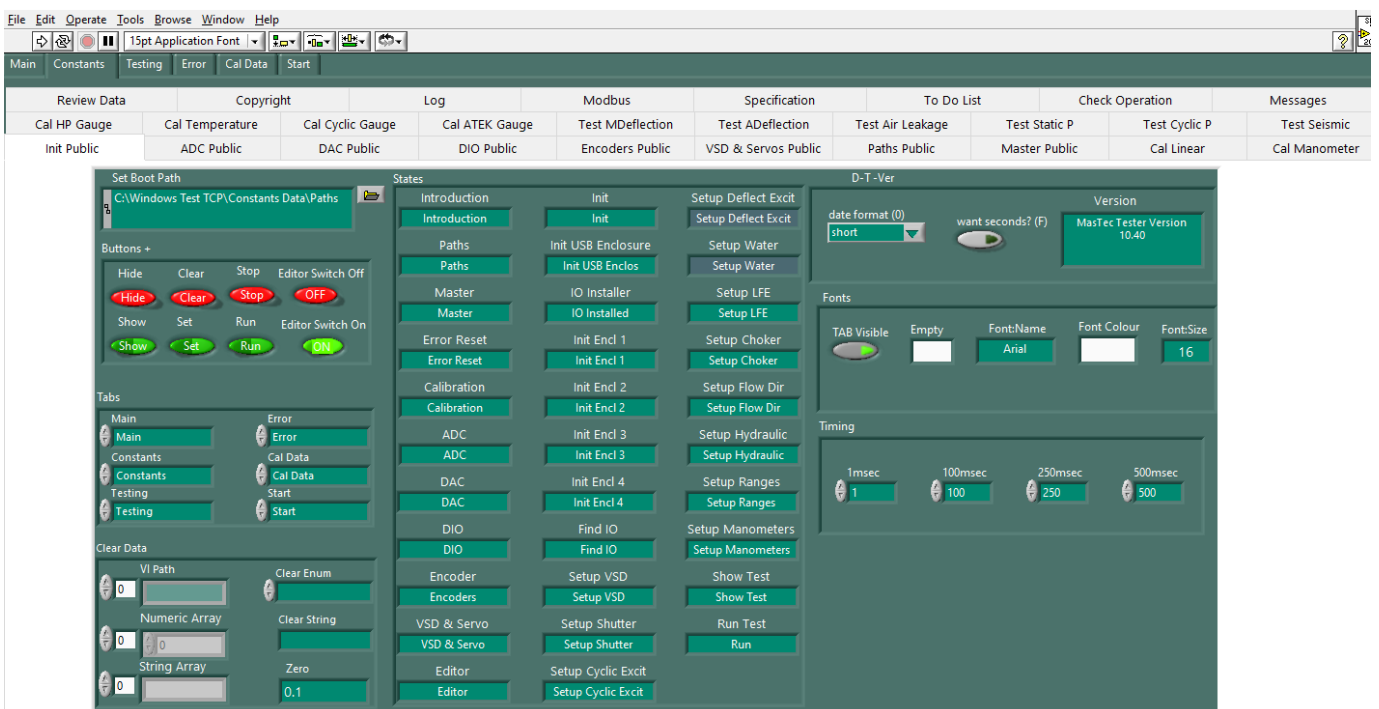 File Edit Operate Tools Browse Window Help
15pt Application Font
Main Constants Testing Error Cal Data Start
Review Data Copyright Log Modbus Specification To Do List Check Operation Messages
Cal HP Gauge Cal Temperature Cal Cyclic Gauge Cal ATEK Gauge Test MDeflection Test ADeflection Test Air Leakage Test Static P Test Cyclic P Test Seismic
Init Public ADC Public DAC Public DIO Public Encoders Public VSD & Servos Public Paths Public Master Public Cal Linear Cal Manometer
Set Boot Path
C:\Windows Test TCP\Constants Data\Paths
Buttons +
Hide Clear Stop Editor Switch Off
Hide Clear Stop OFF
Show Set Run Editor Switch On
Show Set Run ON
Tabs
Main Error
Main Error
Constants Cal Data
Constants Cal Data
Testing Start
Testing Start
Clear Data
VI Path Clear Enum
0
Numeric Array Clear String
0 0
String Array Zero
0 0.1
States
Introduction Init Setup Deflect Excit
Introduction Init Setup Deflect Excit
Paths Init USB Enclosure Setup Water
Paths Init USB Enclos Setup Water
Master IO Installer Setup LFE
Master IO Installed Setup LFE
Error Reset Init Encl 1 Setup Choker
Error Reset Init Encl 1 Setup Choker
Calibration Init Encl 2 Setup Flow Dir
Calibration Init Encl 2 Setup Flow Dir
ADC Init Encl 3 Setup Hydraulic
ADC Init Encl 3 Setup Hydraulic
DAC Init Encl 4 Setup Ranges
DAC Init Encl 4 Setup Ranges
DIO Find IO Setup Manometers
DIO Find IO Setup Manometers
Encoder Setup VSD Show Test
Encoders Setup VSD Show Test
VSD & Servo Setup Shutter Run Test
VSD & Servo Setup Shutter Run
Editor Setup Cyclic Excit
Editor Setup Cyclic Excit
D-T-Ver
date format (0) want seconds? (F) Version
short
MasTec Tester Version
10.40
Fonts
TAB Visible Empty Font:Name Font Colour Font:Size
Arial 16
Timing
1msec 100msec 250msec 500msec
1 100 250 500